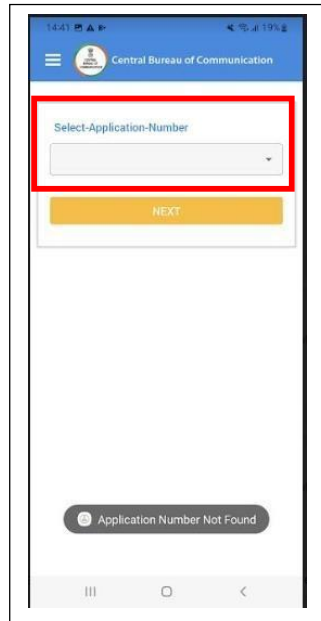 14:41 19%
Central Bureau of Communication
Select-Application-Number
NEXT
Application Number Not Found